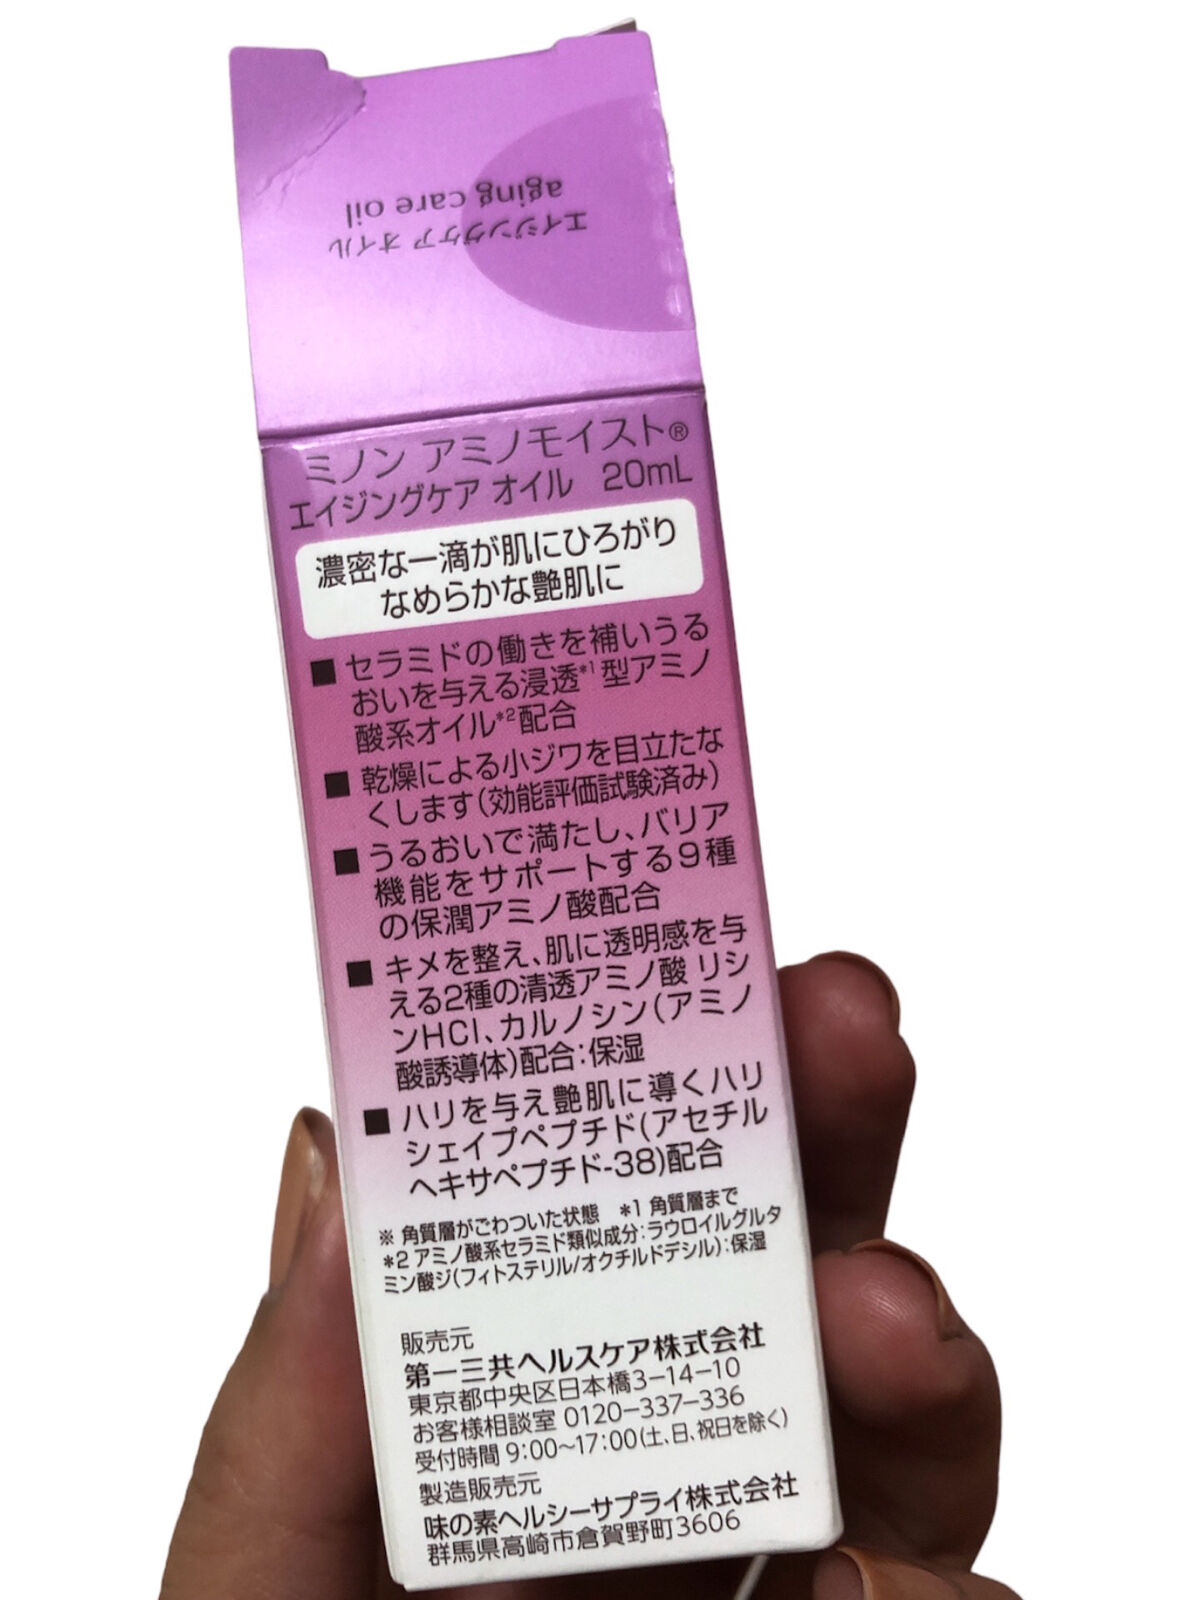 エイジングケア オイル
aging care oil
ミノン アミノモイスト®
エイジングケア オイル 20mL
濃密な一滴が肌にひろがり
なめらかな艶肌に
■ セラミドの働きを補いうる
おいを与える浸透*1型アミノ
酸系オイル*2配合
■ 乾燥による小ジワを目立たな
くします(効能評価試験済み)
■ うるおいで満たし、バリア
機能をサポートする9種
の保潤アミノ酸配合
■ キメを整え、肌に透明感を与
える2種の清透アミノ酸 リシ
ンHCl、カルノシン(アミノ
酸誘導体)配合:保湿
■ ハリを与え艶肌に導くハリ
シェイプペプチド(アセチル
ヘキサペプチド-38)配合
※ 角質層がごわついた状態 *1 角質層まで
*2 アミノ酸系セラミド類似成分:ラウロイルグルタ
ミン酸ジ(フィトステリル/オクチルドデシル):保湿
販売元
第一三共ヘルスケア株式会社
東京都中央区日本橋3-14-10
お客様相談室 0120-337-336
受付時間 9:00~17:00(土、日、祝日を除く)
製造販売元
味の素ヘルシーサプライ株式会社
群馬県高崎市倉賀野町3606